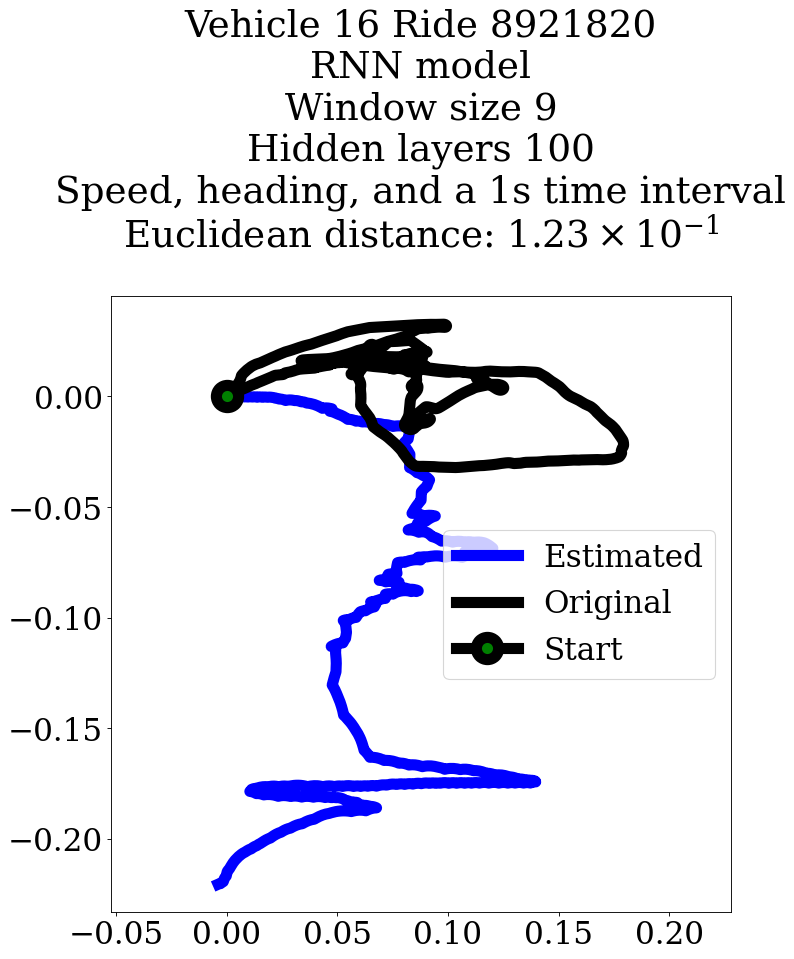 Vehicle 16 Ride 8921820
RNN model
Window size 9
Hidden layers 100
Speed, heading, and a 1s time interval
Euclidean distance: 1.23 × 10⁻¹
0.00
−0.05
−0.10
−0.15
−0.20
Estimated
Original
Start
−0.05 0.00 0.05 0.10 0.15 0.20